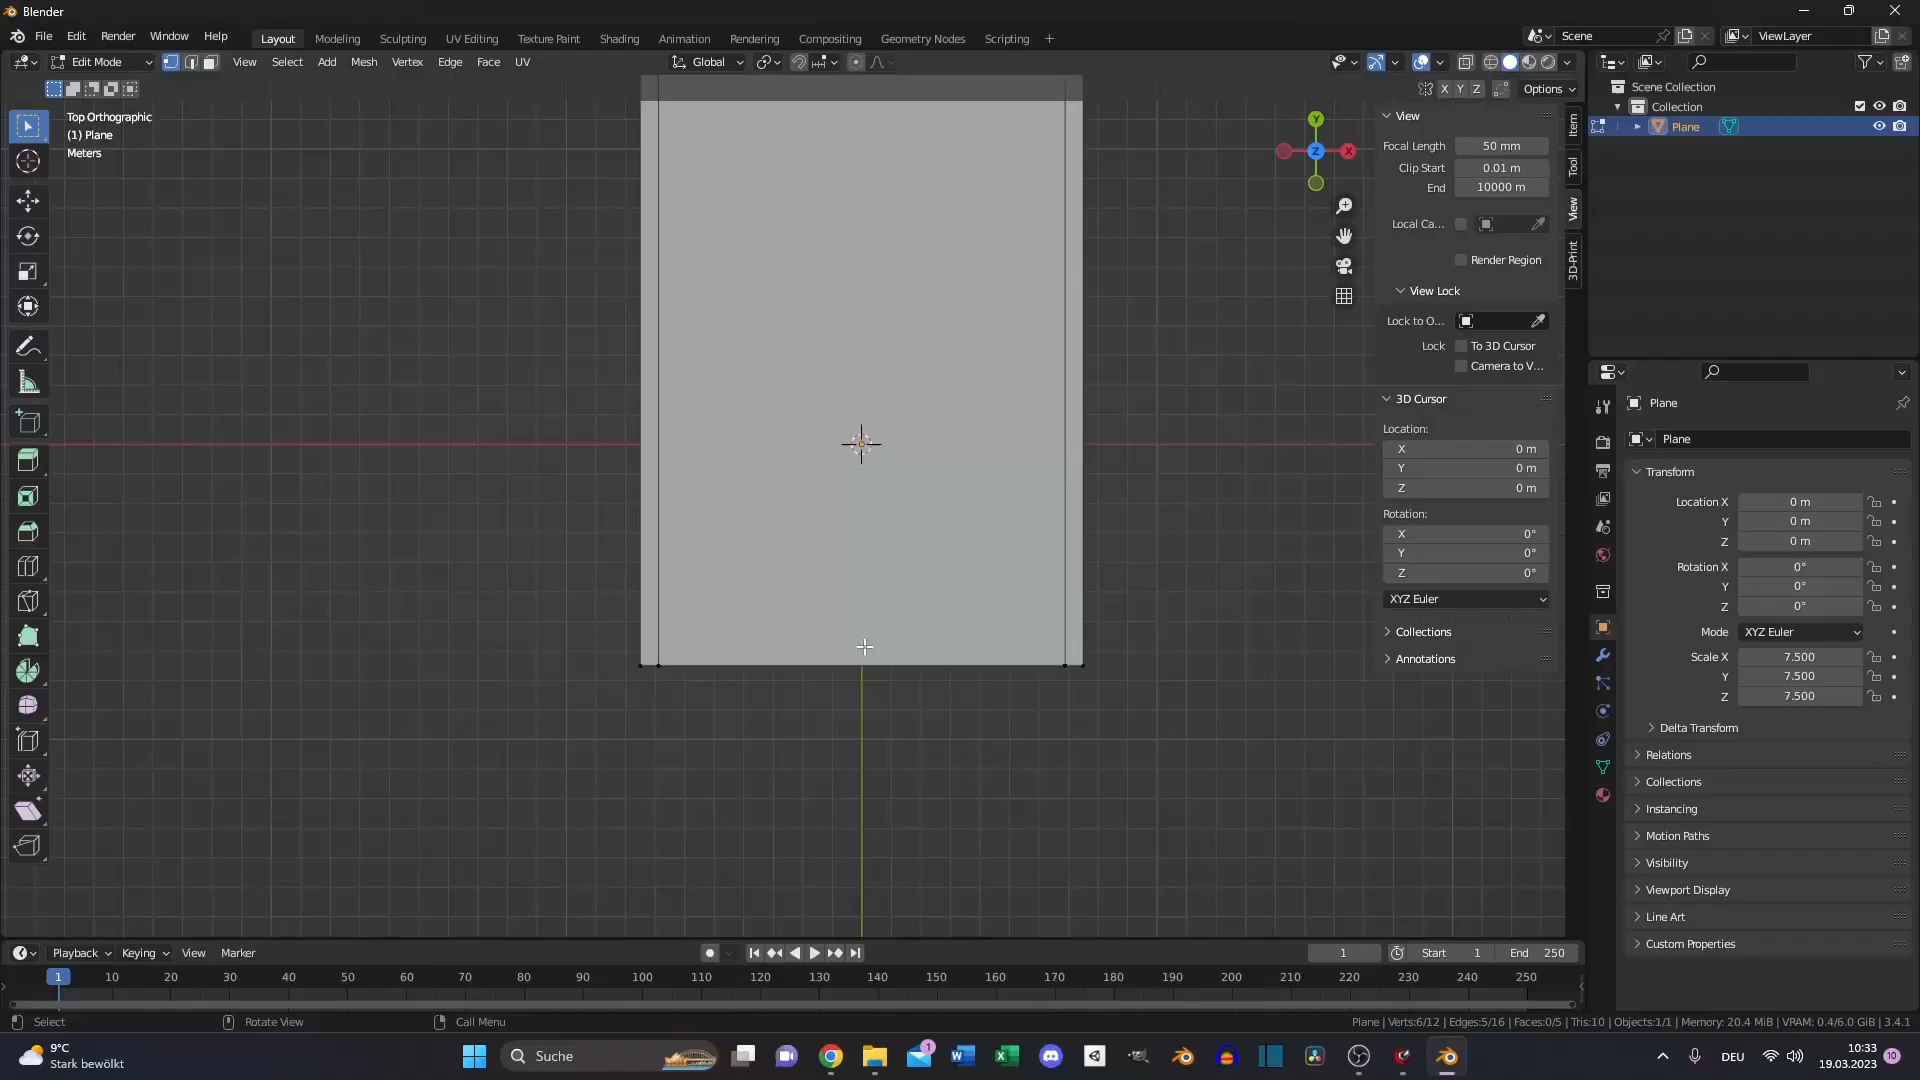 Blender
File Edit Render Window Help
Layout Modeling Sculpting UV Editing Texture Paint Shading Animation Rendering Compositing Geometry Nodes Scripting +
Scene
ViewLayer
Edit Mode View Select Add Mesh Vertex Edge Face UV
Global
X Y Z Options
Top Orthographic
(1) Plane
Meters
Y
Z
X
View
Focal Length 50 mm
Clip Start 0.01 m
End 10000 m
Local Ca...
Render Region
View Lock
Lock to O...
Lock To 3D Cursor
Camera to V...
3D Cursor
Location:
X 0 m
Y 0 m
Z 0 m
Rotation:
X 0°
Y 0°
Z 0°
XYZ Euler
Collections
Annotations
Item
Tool
View
3D-Print
Scene Collection
Collection
Plane
Plane
Plane
Transform
Location X 0 m
Y 0 m
Z 0 m
Rotation X 0°
Y 0°
Z 0°
Mode XYZ Euler
Scale X 7.500
Y 7.500
Z 7.500
Delta Transform
Relations
Collections
Instancing
Motion Paths
Visibility
Viewport Display
Line Art
Custom Properties
Playback Keying View Marker
1 Start 1 End 250
1 10 20 30 40 50 60 70 80 90 100 110 120 130 140 150 160 170 180 190 200 210 220 230 240 250
Select Rotate View Call Menu
Plane | Verts:6/12 | Edges:5/16 | Faces:0/5 | Tris:10 | Objects:1/1 | Memory: 20.4 MiB | VRAM: 0.4/6.0 GiB | 3.4.1
9°C
Stark bewölkt
Suche
1
DEU
10:33
19.03.2023
10